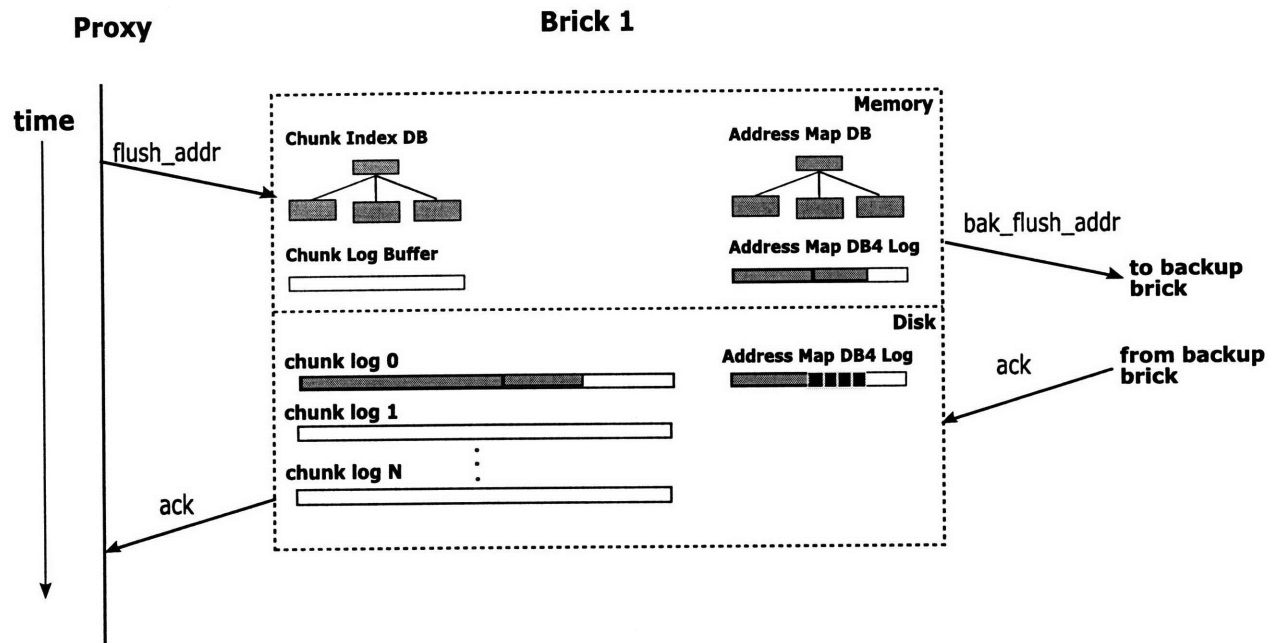 Proxy
Brick 1
time
flush_addr
Memory
Chunk Index DB
Address Map DB
Chunk Log Buffer
Address Map DB4 Log
bak_flush_addr
to backup
brick
Disk
chunk log 0
Address Map DB4 Log
ack
from backup
brick
chunk log 1
chunk log N
ack